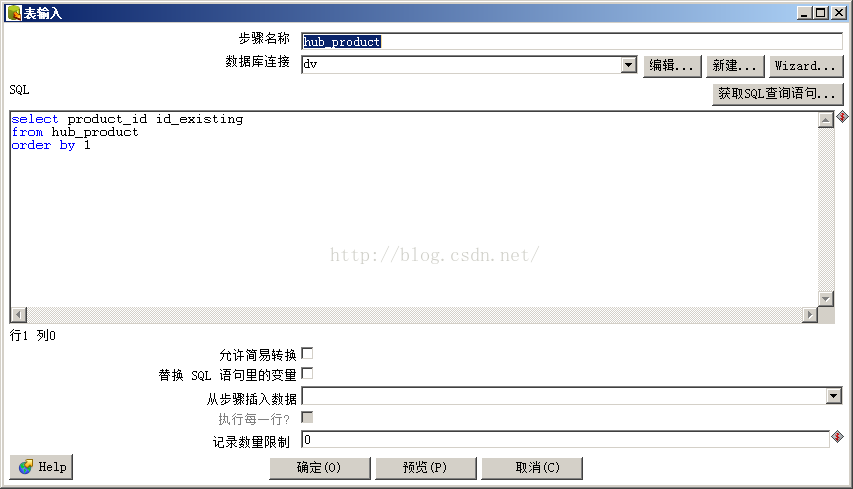 表输入
步骤名称 hub_product
数据库连接 dv 编辑... 新建... Wizard...
SQL 获取SQL查询语句...
select product_id id_existing
from hub_product
order by 1
http://blog.csdn.net/
行1 列0
允许简易转换
替换 SQL 语句里的变量
从步骤插入数据
执行每一行?
记录数量限制 0
Help 确定(O) 预览(P) 取消(C)